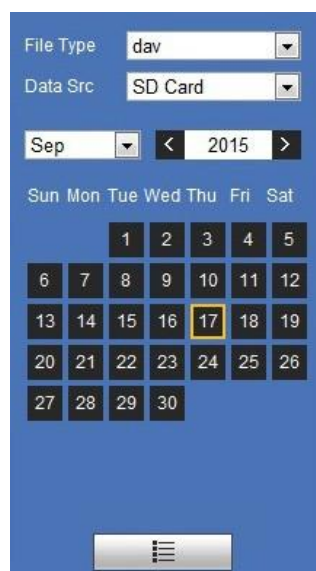 File Type dav
Data Src SD Card
Sep 2015
Sun Mon Tue Wed Thu Fri Sat
1 2 3 4 5
6 7 8 9 10 11 12
13 14 15 16 17 18 19
20 21 22 23 24 25 26
27 28 29 30